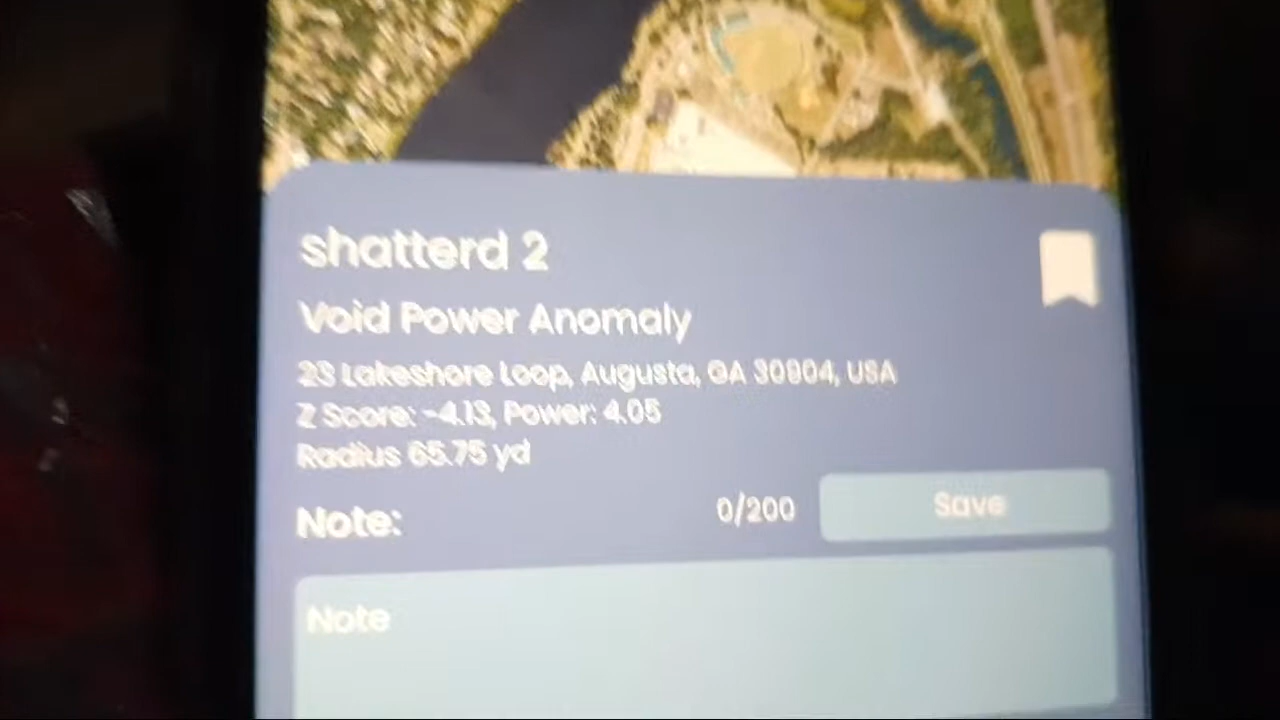 shatterd 2
Void Power Anomaly
23 Lakeshore Loop, Augusta, GA 30904, USA
Z Score: -4.13, Power: 4.05
Radius 65.75 yd
Note:
0/200
Save
Note